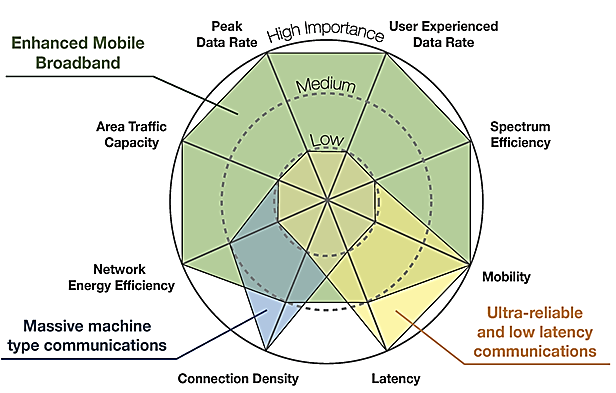 Peak
Data Rate
High Importance
User Experienced
Data Rate
Enhanced Mobile
Broadband
Medium
Area Traffic
Capacity
Low
Spectrum
Efficiency
Network
Energy Efficiency
Mobility
Massive machine
type communications
Ultra-reliable
and low latency
communications
Connection Density
Latency